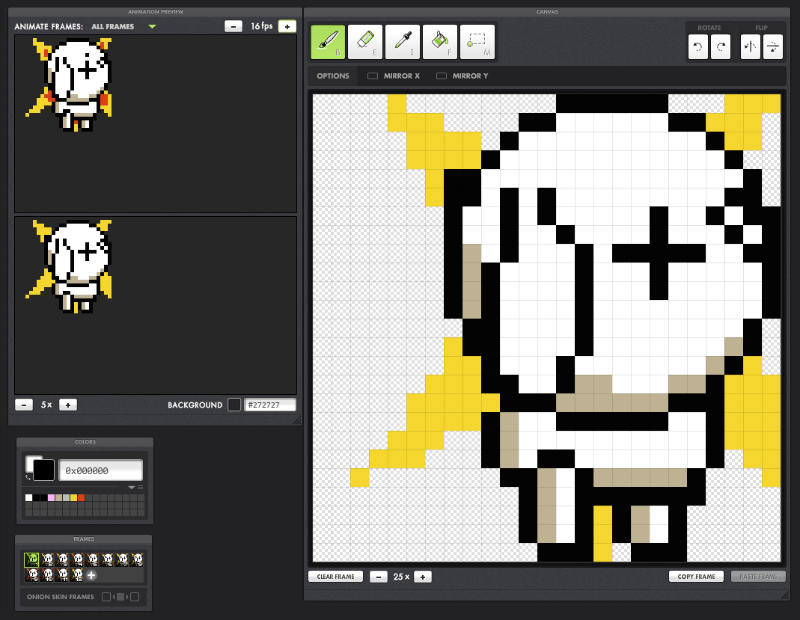 ANIMATION PREVIEW
ANIMATE FRAMES: ALL FRAMES
16 fps
5 x
BACKGROUND #272727
COLORS
0x000000
FRAMES
ONION SKIN FRAMES
CANVAS
B E I F M
ROTATE FLIP
OPTIONS MIRROR X MIRROR Y
CLEAR FRAME
25 x
COPY FRAME PASTE FRAME